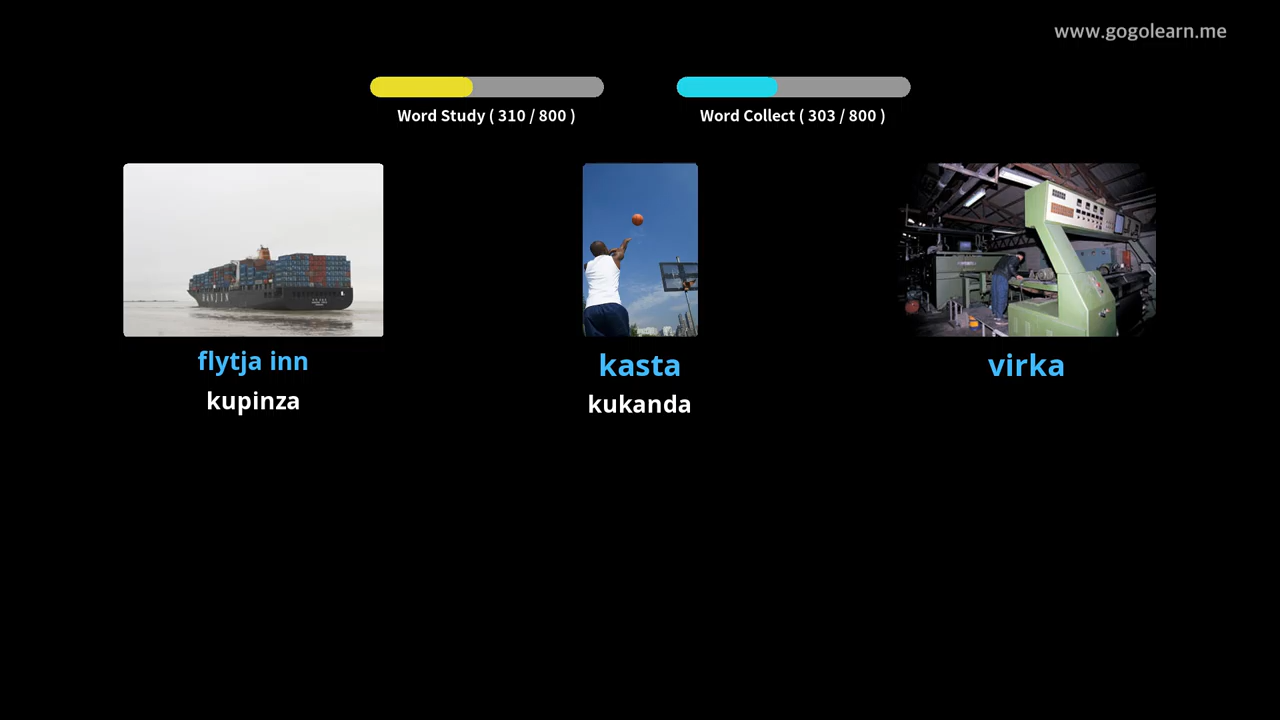 www.gogolearn.me
Word Study ( 310 / 800 )
Word Collect ( 303 / 800 )
flytja inn
kasta
virka
kupinza
kukanda